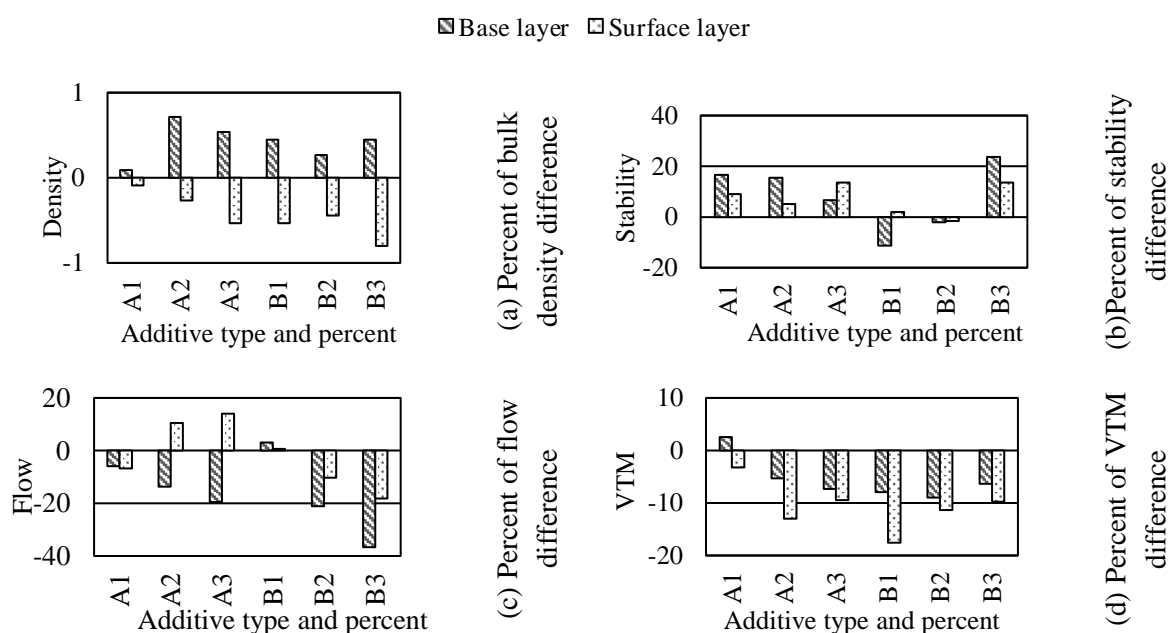 Base layer Surface layer
1
0
-1
Density
A1 A2 A3 B1 B2 B3
Additive type and percent
(a) Percent of bulk
density difference
40
20
0
-20
Stability
A1 A2 A3 B1 B2 B3
Additive type and percent
(b)Percent of stability
difference
20
0
-20
-40
Flow
A1 A2 A3 B1 B2 B3
Additive type and percent
(c) Percent of flow
difference
10
0
-10
-20
VTM
A1 A2 A3 B1 B2 B3
Additive type and percent
(d) Percent of VTM
difference